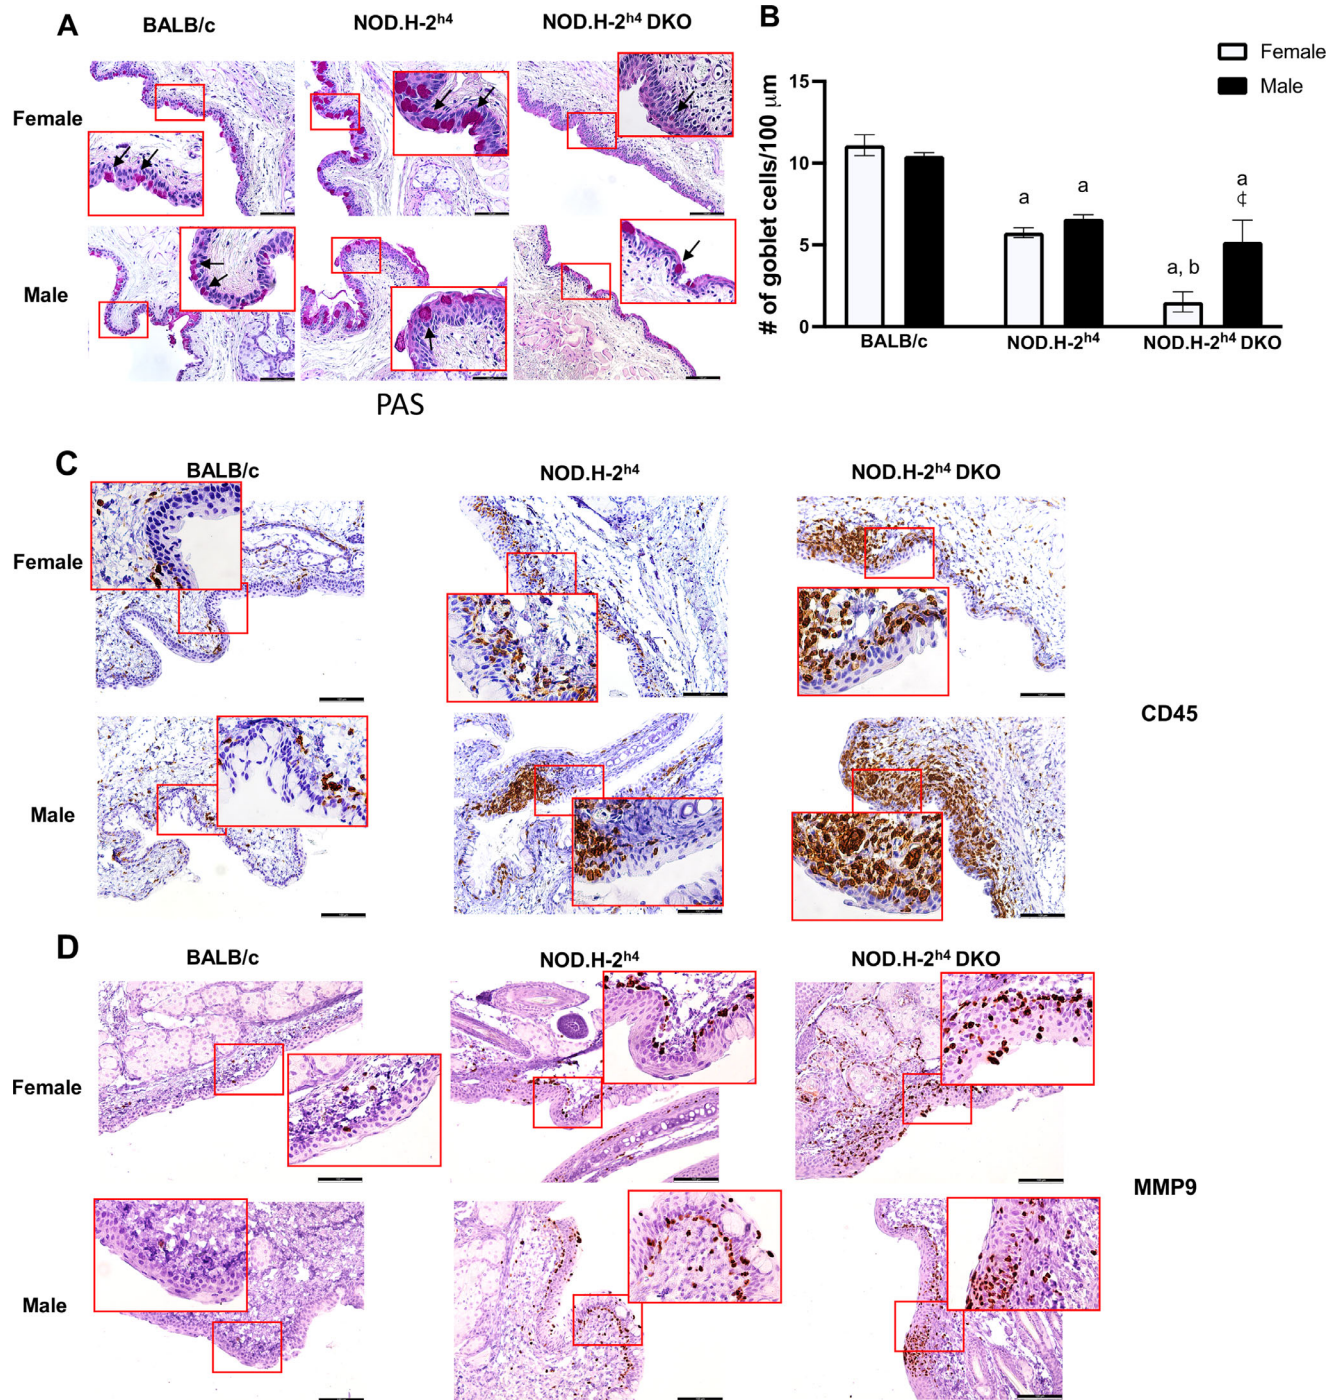 A
BALB/c
NOD.H-2ʰ⁴
NOD.H-2ʰ⁴ DKO
Female
Male
PAS
B
Female
Male
# of goblet cells/100 µm
15
10
5
0
a
a
a, b
a
¢
BALB/c
NOD.H-2ʰ⁴
NOD.H-2ʰ⁴ DKO
C
BALB/c
NOD.H-2ʰ⁴
NOD.H-2ʰ⁴ DKO
Female
CD45
Male
D
BALB/c
NOD.H-2ʰ⁴
NOD.H-2ʰ⁴ DKO
Female
MMP9
Male